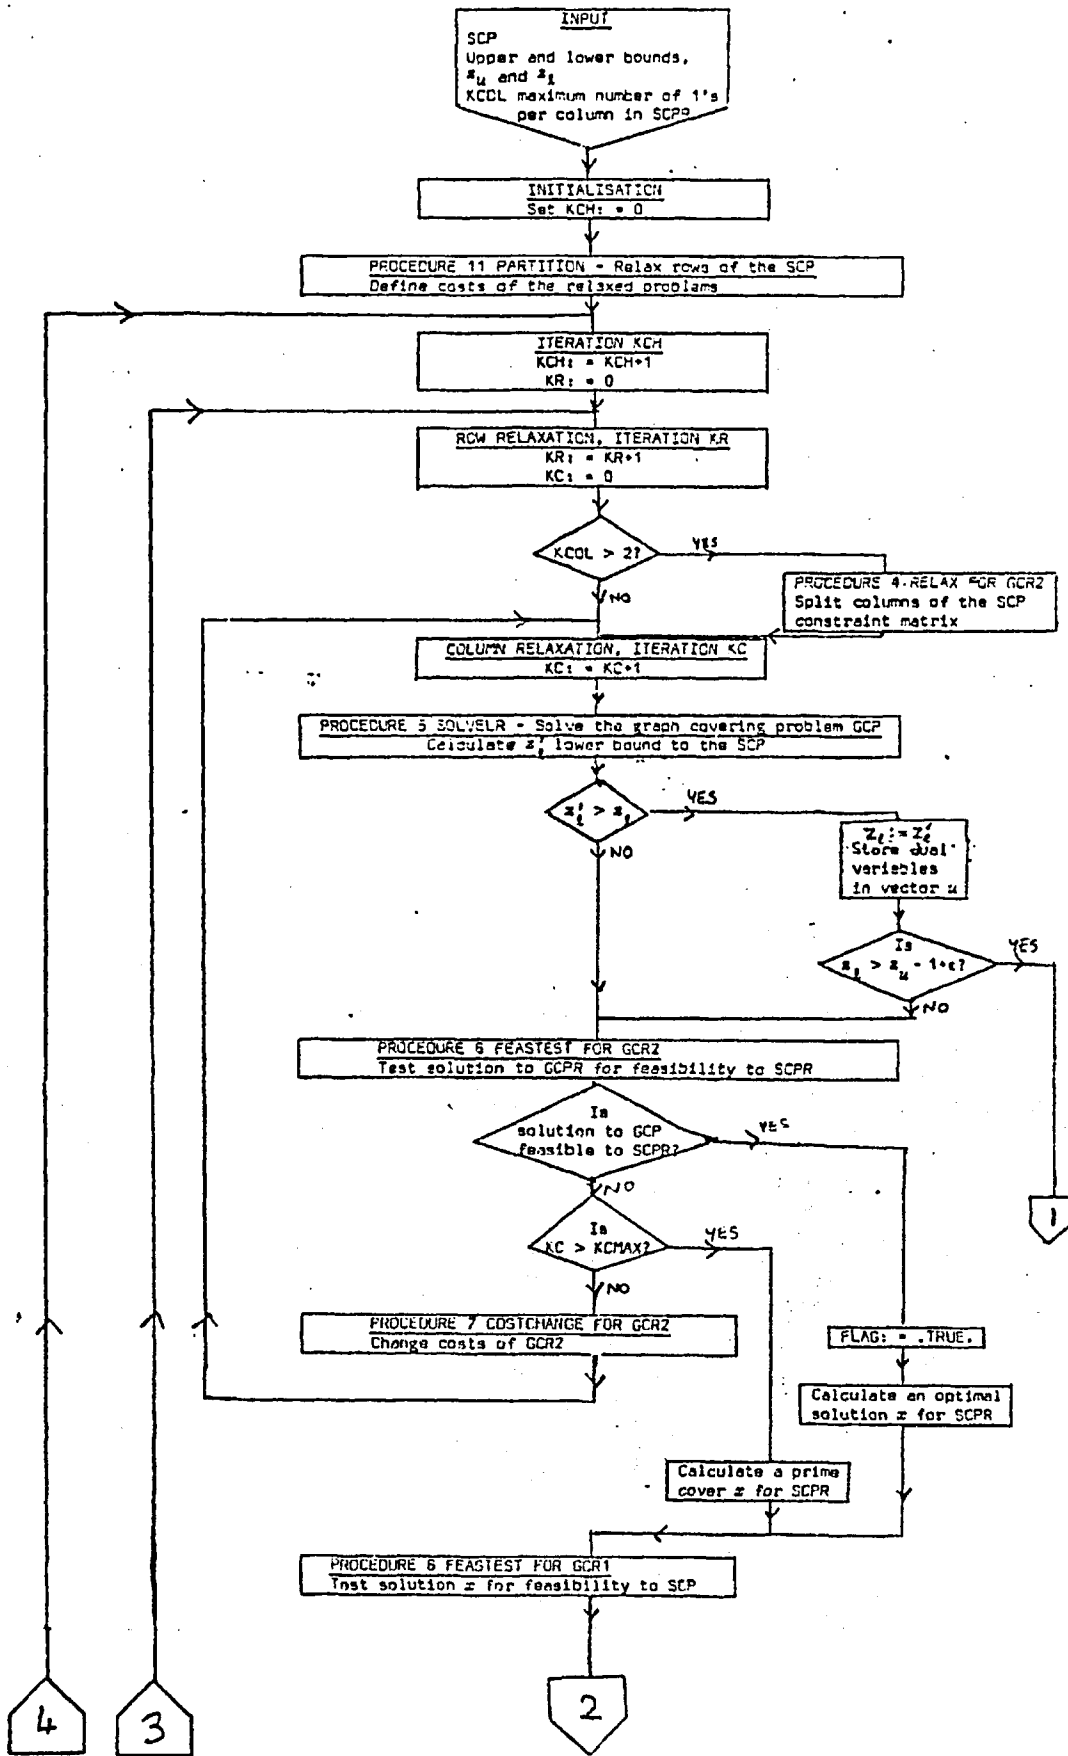 INPUT
SCP
Upper and lower bounds,
z_u and z_ℓ
KCOL maximum number of 1's
per column in SCPR
INITIALISATION
Set KCH: = 0
PROCEDURE 11 PARTITION - Relax rows of the SCP
Define costs of the relaxed problems
ITERATION KCH
KCH: = KCH+1
KR: = 0
ROW RELAXATION, ITERATION KR
KR: = KR+1
KC: = 0
KCOL > 2?
YES
NO
PROCEDURE 4-RELAX FOR GCR2
Split columns of the SCP
constraint matrix
COLUMN RELAXATION, ITERATION KC
KC: = KC+1
PROCEDURE 5 SOLVELR - Solve the graph covering problem GCP
Calculate z'_ℓ lower bound to the SCP
z'_ℓ > z_ℓ
YES
NO
Z_ℓ := Z'_ℓ
Store dual
variables
in vector u
Is
z_ℓ > z_u - 1+ε?
YES
NO
PROCEDURE 6 FEASTEST FOR GCR2
Test solution to GCPR for feasibility to SCPR
Is
solution to GCP
feasible to SCPR?
YES
NO
1
Is
KC > KCMAX?
YES
NO
PROCEDURE 7 COSTCHANGE FOR GCR2
Change costs of GCR2
FLAG: = .TRUE.
Calculate an optimal
solution x for SCPR
Calculate a prime
cover x for SCPR
PROCEDURE 6 FEASTEST FOR GCR1
Test solution x for feasibility to SCP
4
3
2